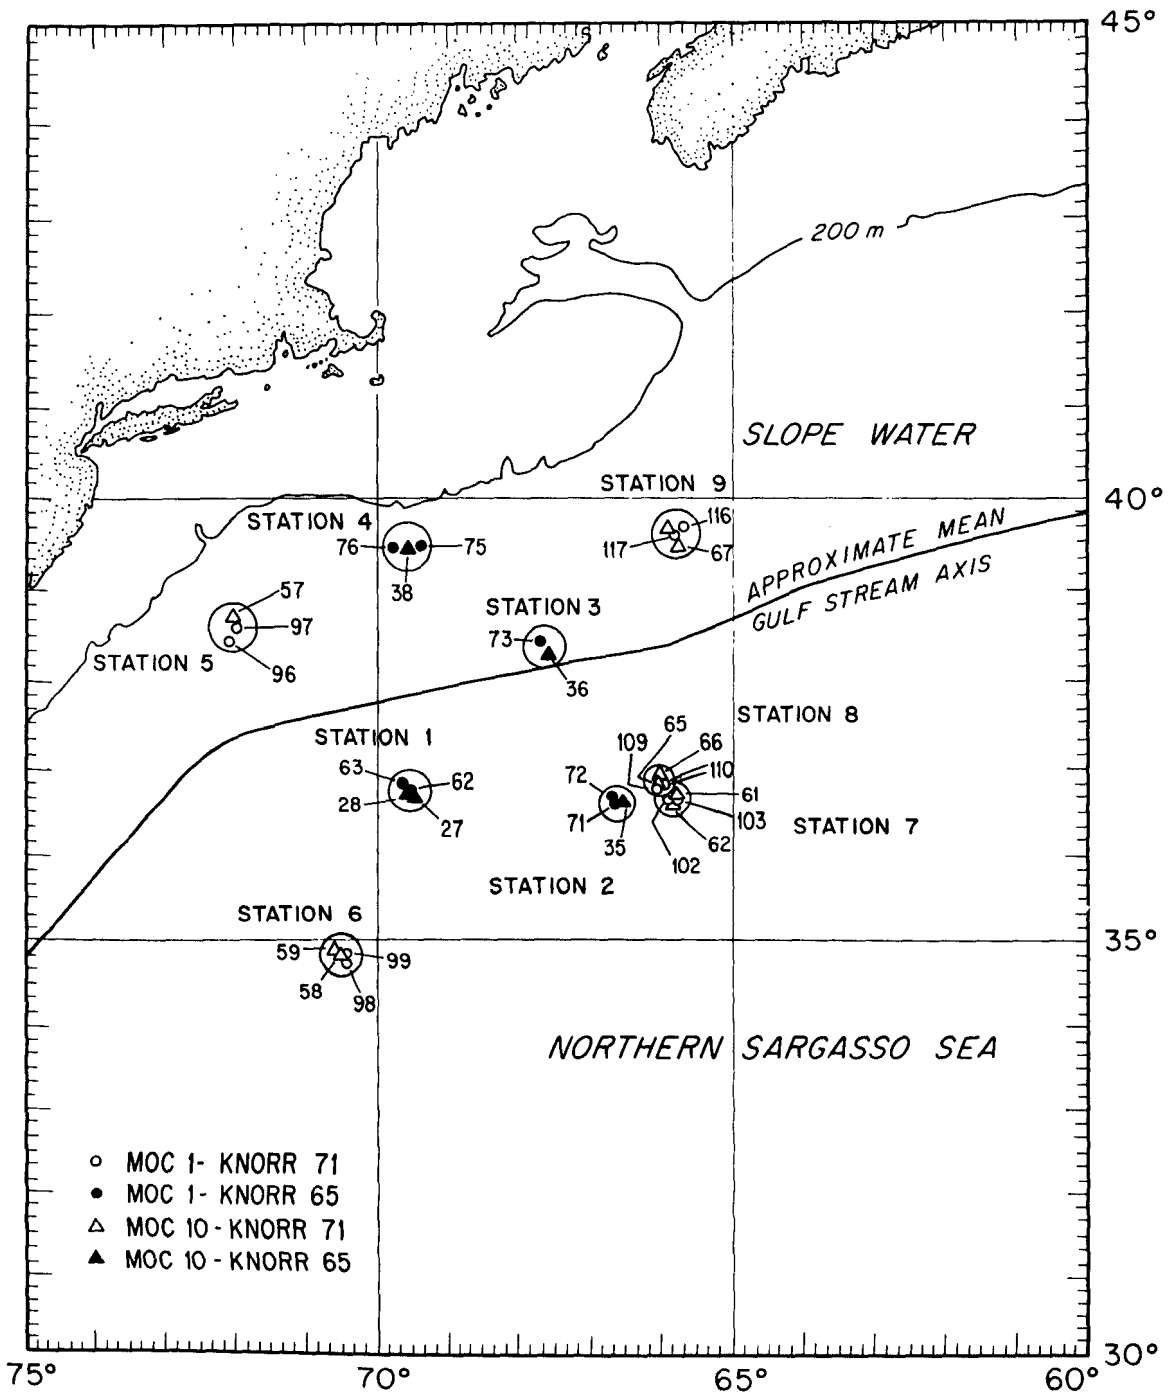 45°
200 m
SLOPE WATER
STATION 9
40°
STATION 4
116
76
75
117
67
APPROXIMATE MEAN
GULF STREAM AXIS
38
57
STATION 3
97
73
STATION 5
96
36
STATION 8
65
STATION 1
109
66
63
62
72
110
28
61
27
71
103
STATION 7
35
62
102
STATION 2
STATION 6
35°
59
99
58
98
NORTHERN SARGASSO SEA
MOC 1- KNORR 71
MOC 1- KNORR 65
MOC 10 - KNORR 71
MOC 10 - KNORR 65
30°
75°
70°
65°
60°